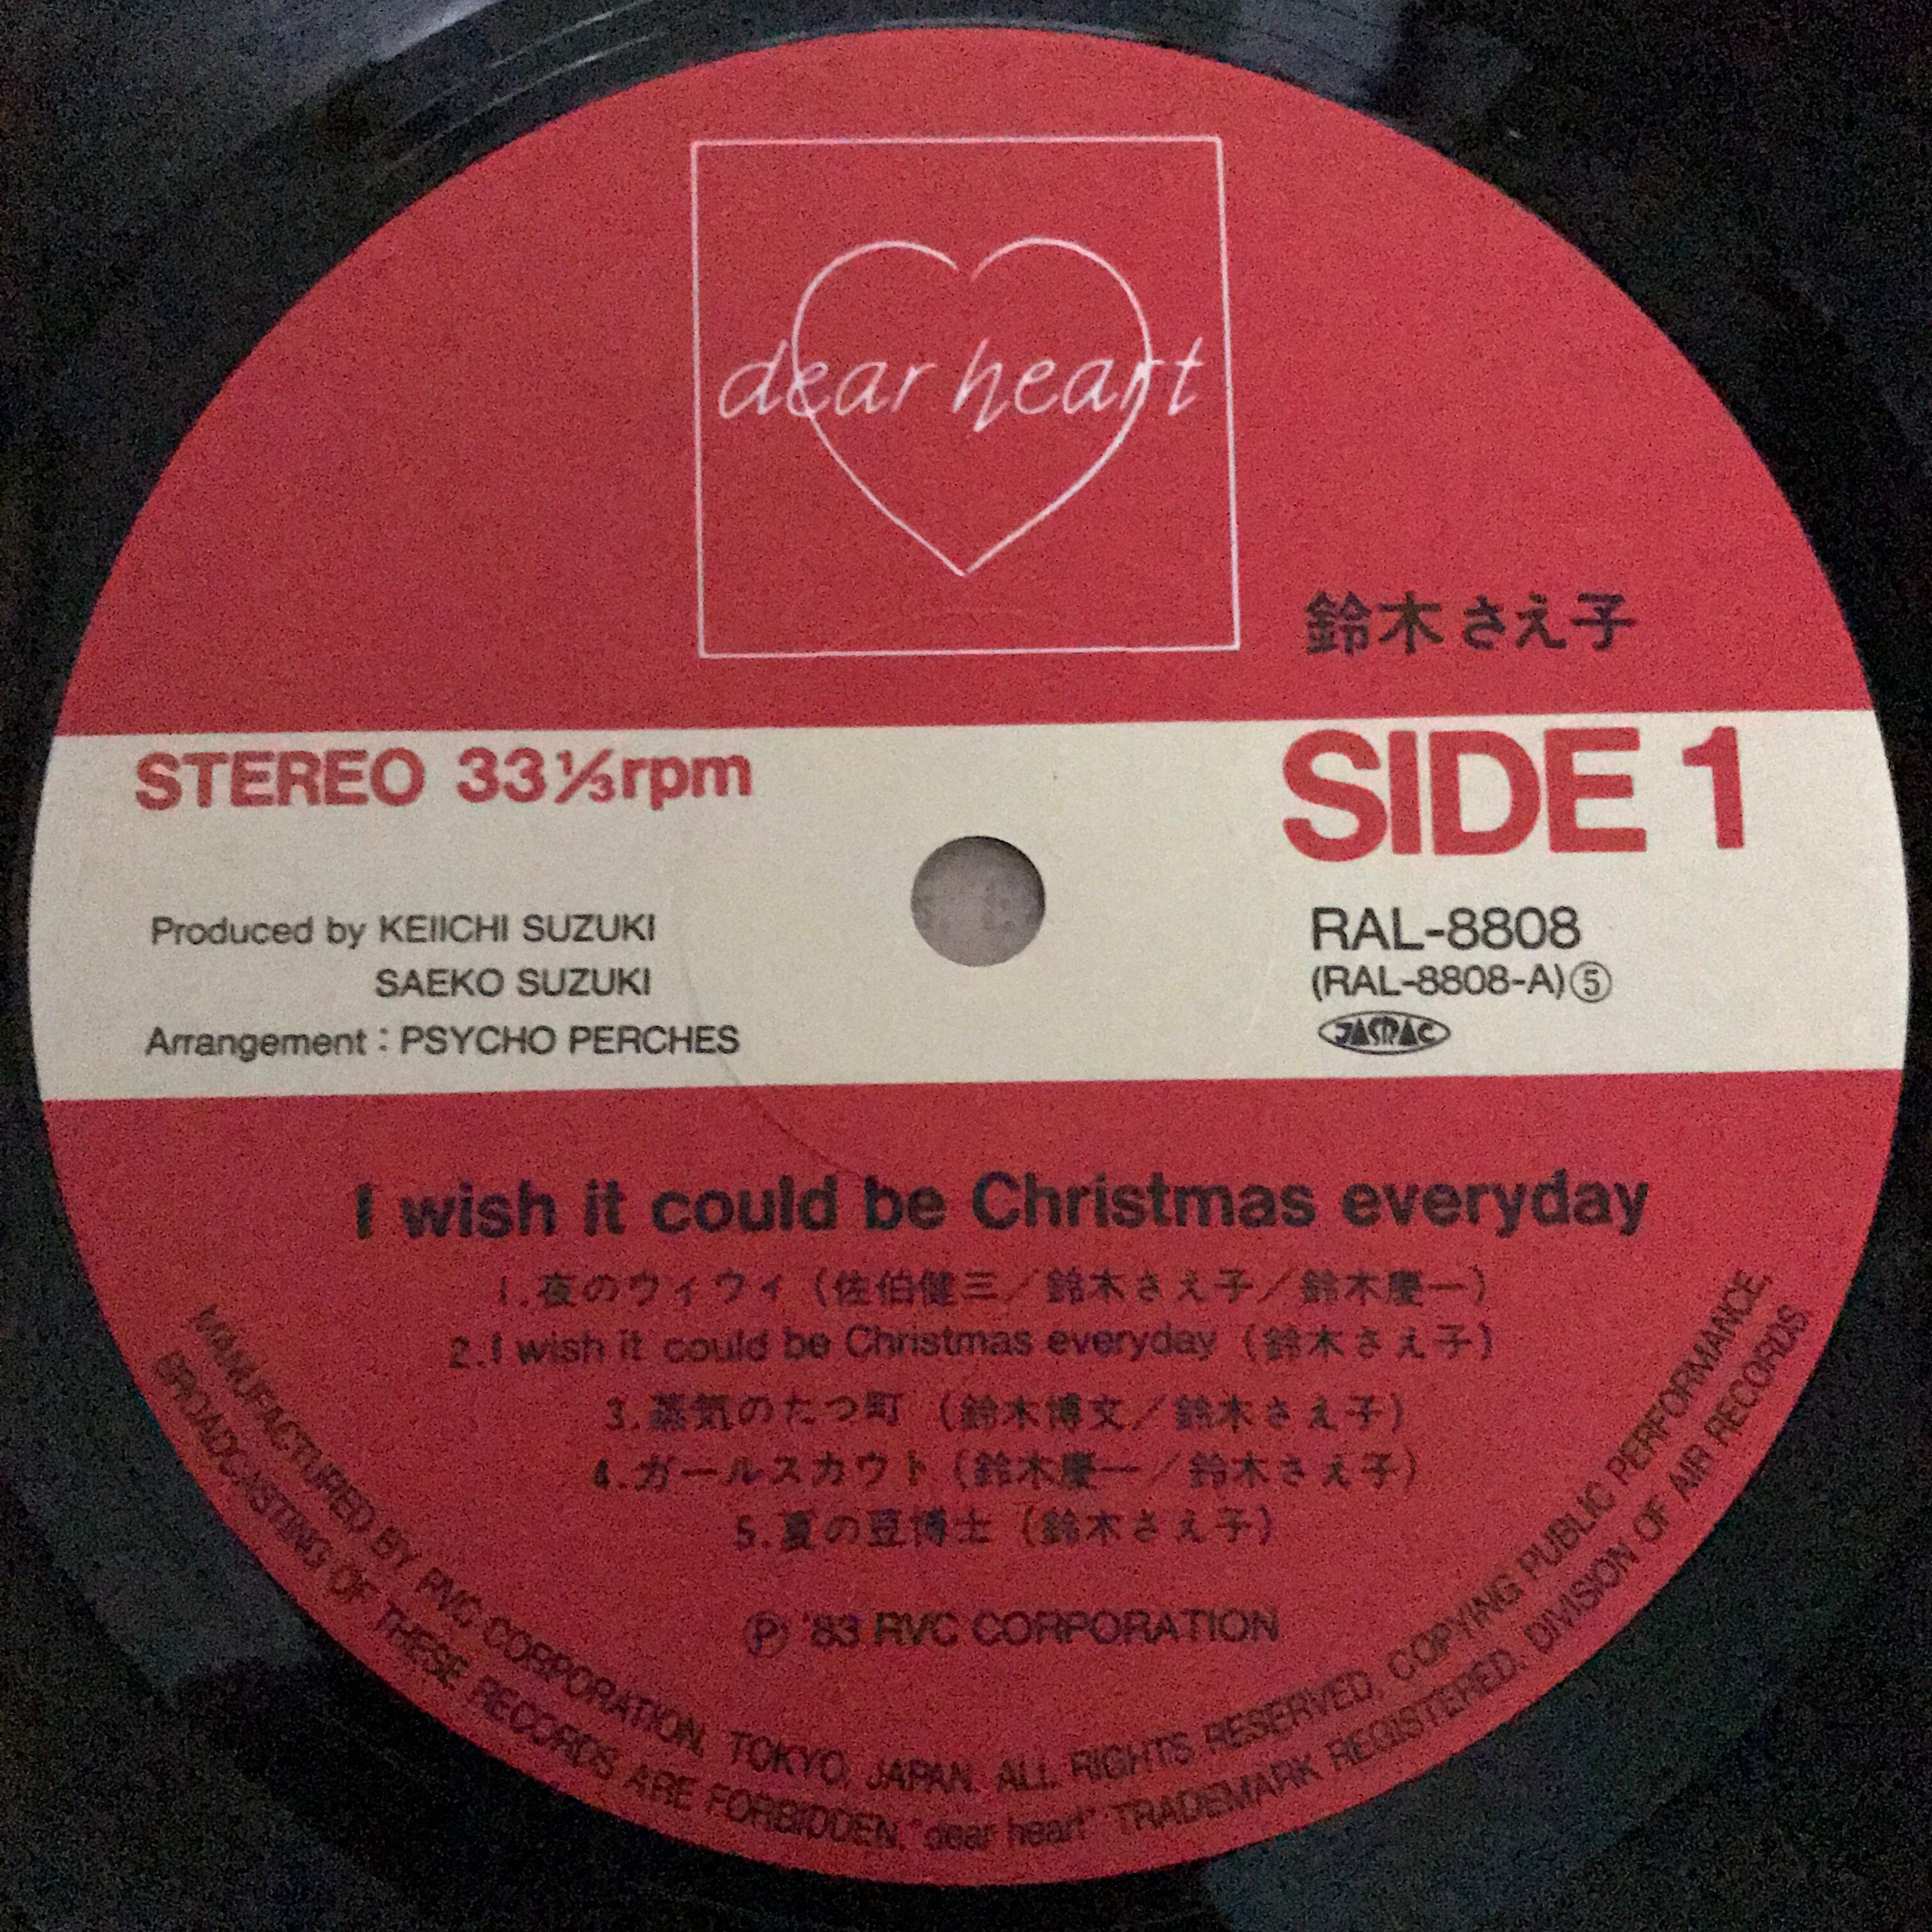 dear heart
鈴木さえ子
STEREO 33⅓rpm
SIDE 1
Produced by KEIICHI SUZUKI
SAEKO SUZUKI
Arrangement : PSYCHO PERCHES
RAL-8808
(RAL-8808-A)⑤
JASRAC
I wish it could be Christmas everyday
1.夜のウィウィ (佐伯健三/鈴木さえ子/鈴木慶一)
2.I wish it could be Christmas everyday (鈴木さえ子)
3.蒸気のたつ町 (鈴木博文/鈴木さえ子)
4.ガールスカウト (鈴木慶一/鈴木さえ子)
5.夏の豆博士 (鈴木さえ子)
Ⓟ '83 RVC CORPORATION
MANUFACTURED BY RVC CORPORATION, TOKYO, JAPAN. ALL RIGHTS RESERVED, COPYING PUBLIC PERFORMANCE,
BROADCASTING OF THESE RECORDS ARE FORBIDDEN. "dear heart" TRADEMARK REGISTERED, DIVISION OF AIR RECORDS.